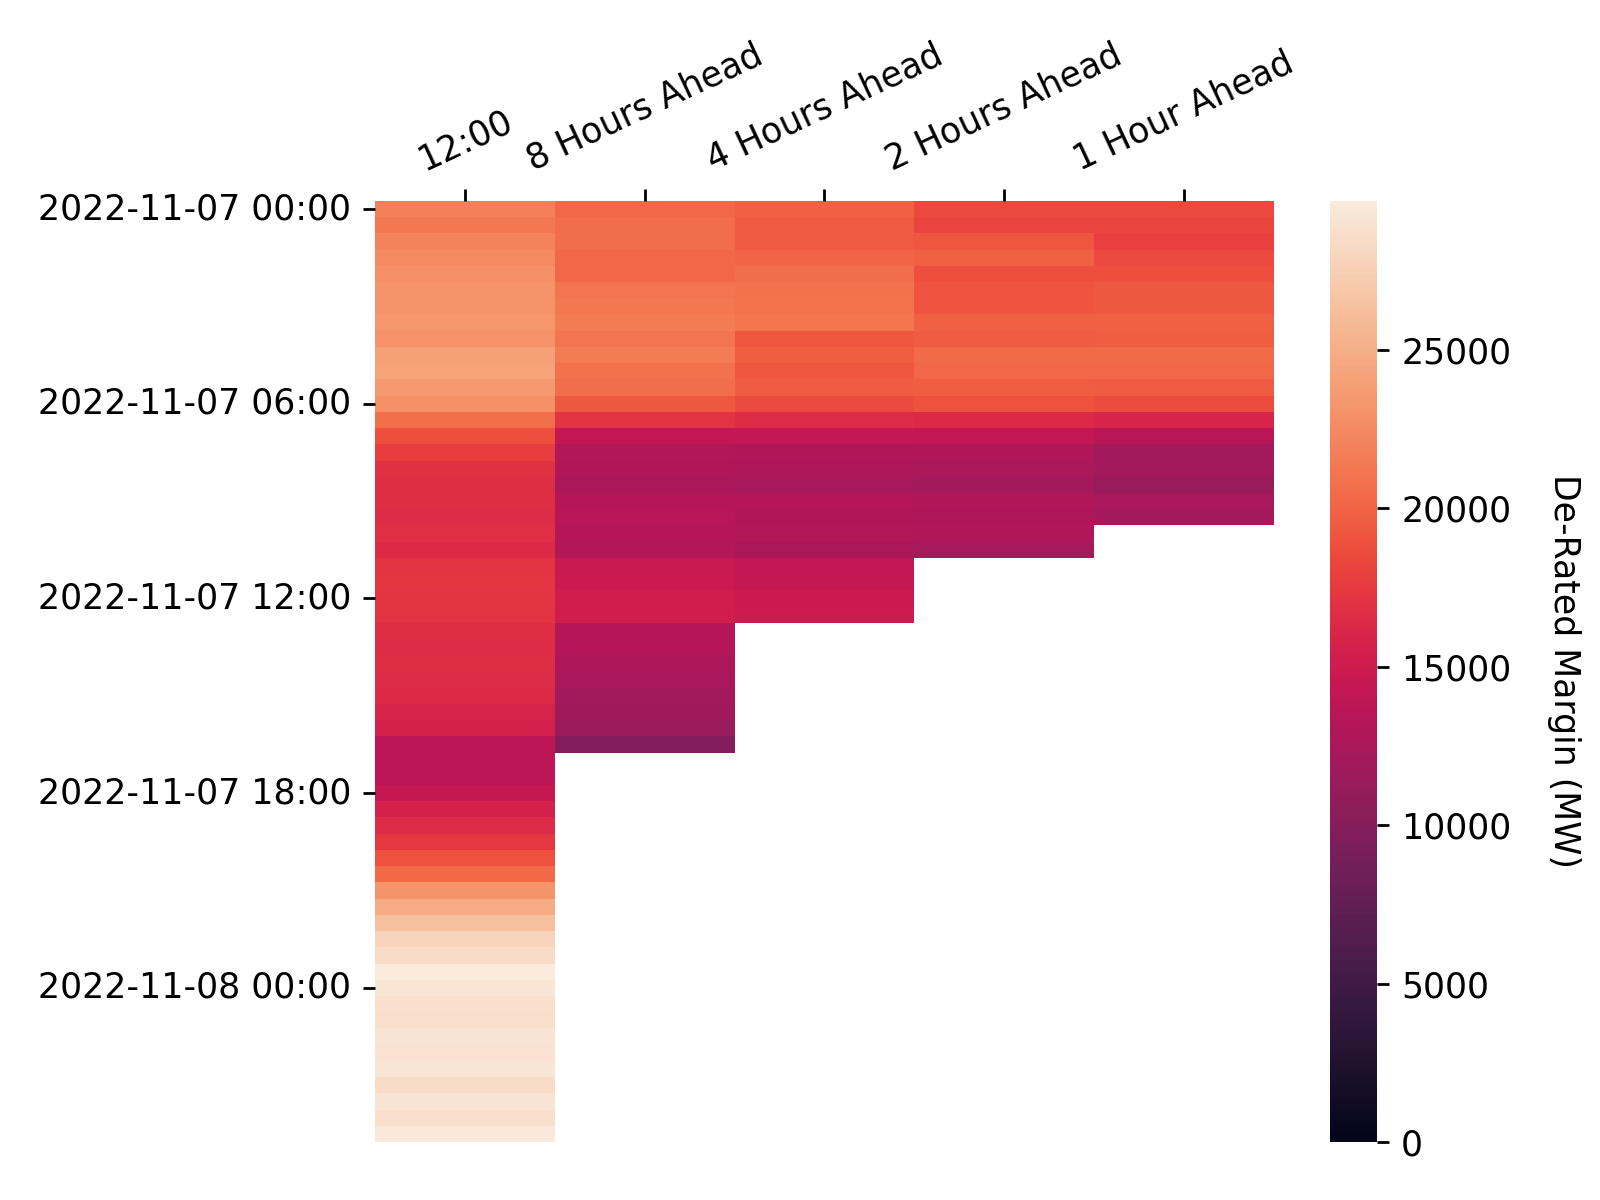 12:00
8 Hours Ahead
4 Hours Ahead
2 Hours Ahead
1 Hour Ahead
2022-11-07 00:00
2022-11-07 06:00
2022-11-07 12:00
2022-11-07 18:00
2022-11-08 00:00
25000
20000
15000
10000
5000
0
De-Rated Margin (MW)